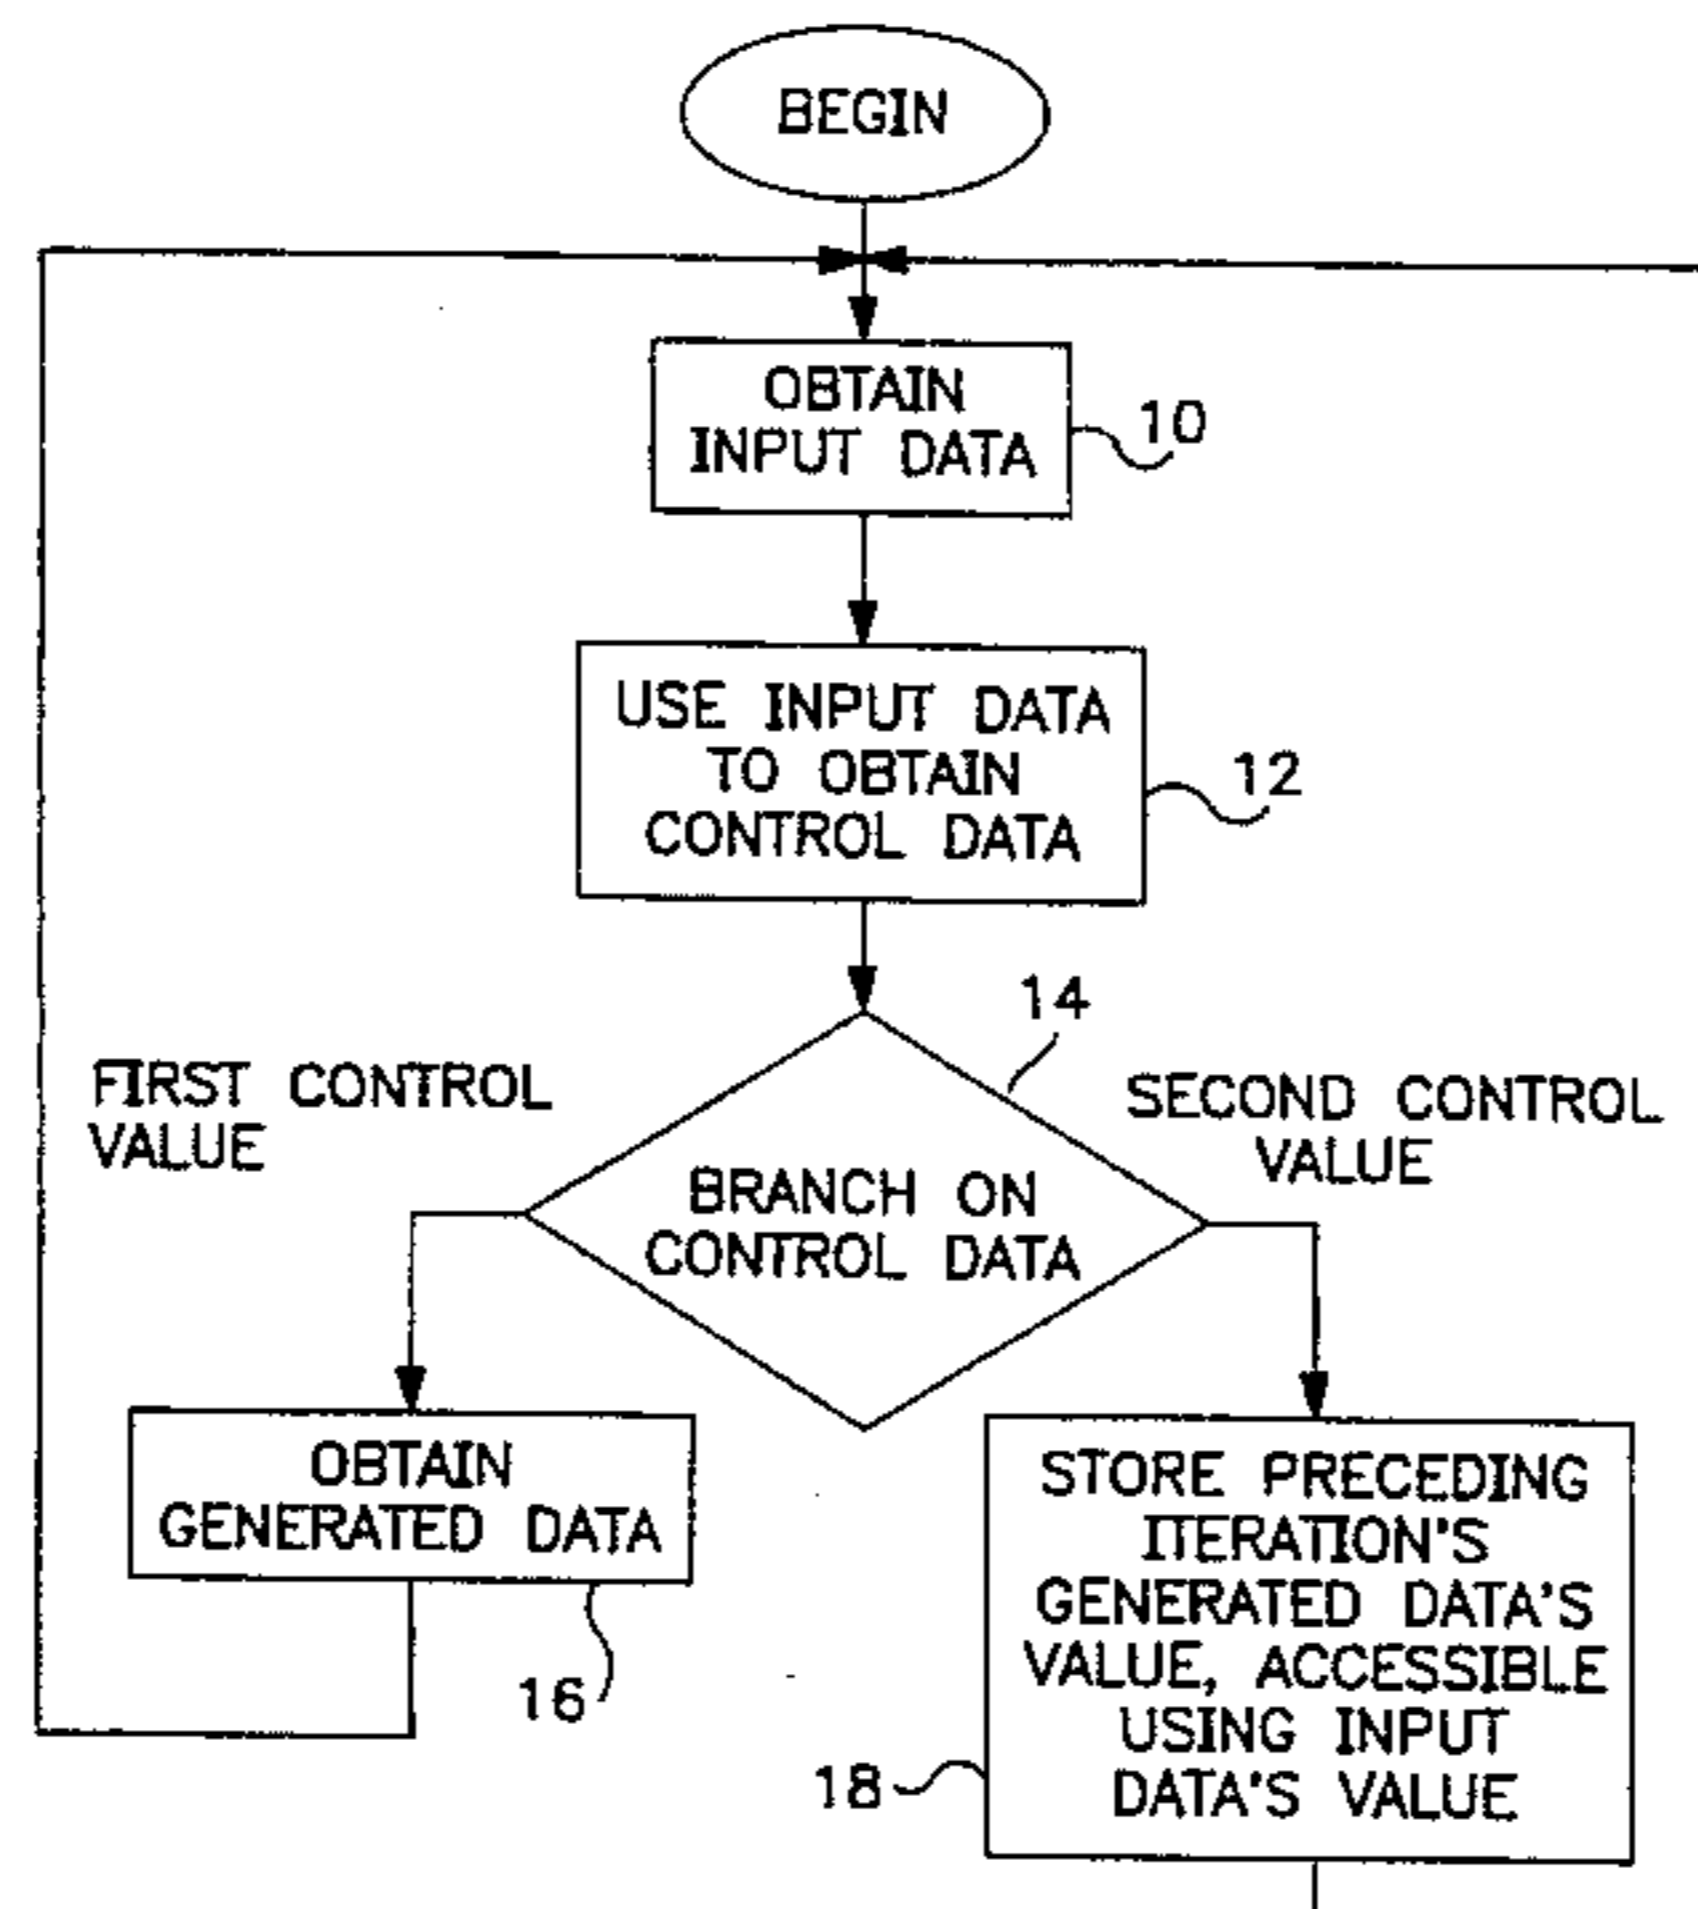 BEGIN
OBTAIN
INPUT DATA
10
USE INPUT DATA
TO OBTAIN
CONTROL DATA
12
14
FIRST CONTROL
VALUE
SECOND CONTROL
VALUE
BRANCH ON
CONTROL DATA
OBTAIN
GENERATED DATA
16
STORE PRECEDING
ITERATION'S
GENERATED DATA'S
VALUE, ACCESSIBLE
USING INPUT
DATA'S VALUE
18